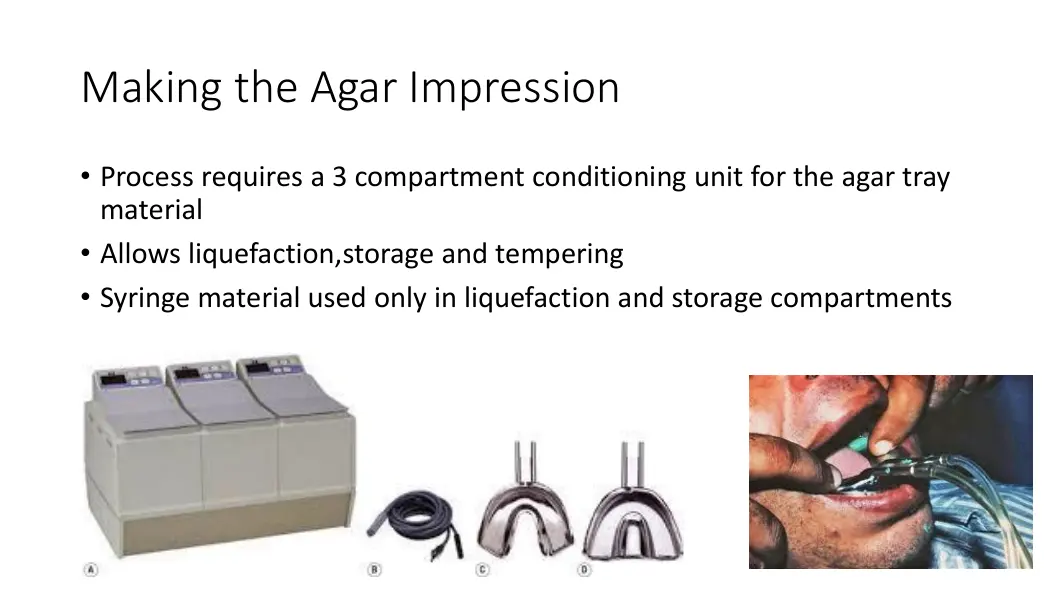 Making the Agar Impression
• Process requires a 3 compartment conditioning unit for the agar tray
material
• Allows liquefaction,storage and tempering
• Syringe material used only in liquefaction and storage compartments
A
B
C
D